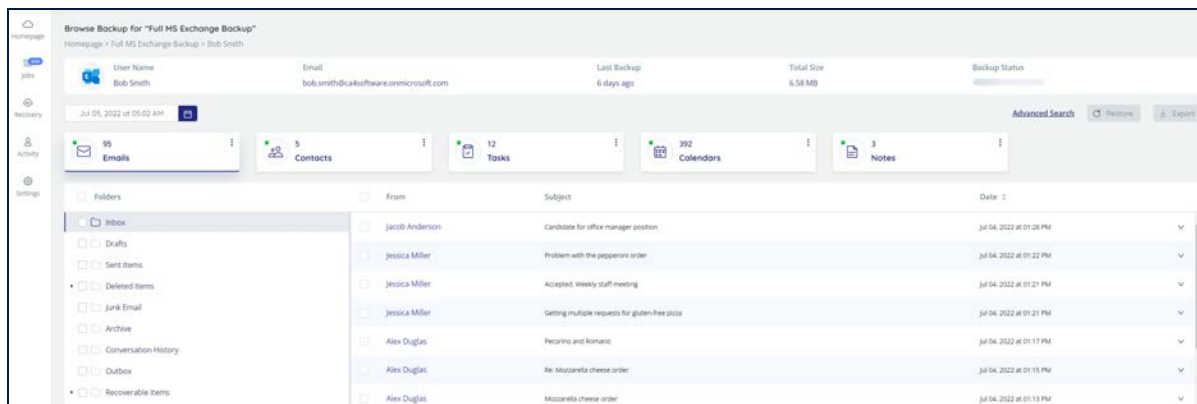 Homepage
Browse Backup for "Full MS Exchange Backup"
Homepage > Full MS Exchange Backup > Bob Smith
Jobs
User Name
Email
Last Backup
Total Size
Backup Status
Bob Smith
bob.smith@ca4software.onmicrosoft.com
6 days ago
6.58 MB
Recovery
Jul 05, 2022 at 05:02 AM
Advanced Search
Restore
Export
Activity
95
Emails
5
Contacts
12
Tasks
392
Calendars
3
Notes
Settings
Folders
From
Subject
Date
Inbox
Drafts
Sent Items
Deleted Items
Junk Email
Archive
Conversation History
Outbox
Recoverable Items
Jacob Anderson
Candidate for office manager position
Jul 04, 2022 at 01:28 PM
Jessica Miller
Problem with the pepperoni order
Jul 04, 2022 at 01:22 PM
Jessica Miller
Accepted: Weekly staff meeting
Jul 04, 2022 at 01:21 PM
Jessica Miller
Getting multiple requests for gluten-free pizza
Jul 04, 2022 at 01:21 PM
Alex Duglas
Pecorino and Romano
Jul 04, 2022 at 01:17 PM
Alex Duglas
Re: Mozzarella cheese order
Jul 04, 2022 at 01:15 PM
Alex Duglas
Mozzarella cheese order
Jul 04, 2022 at 01:13 PM